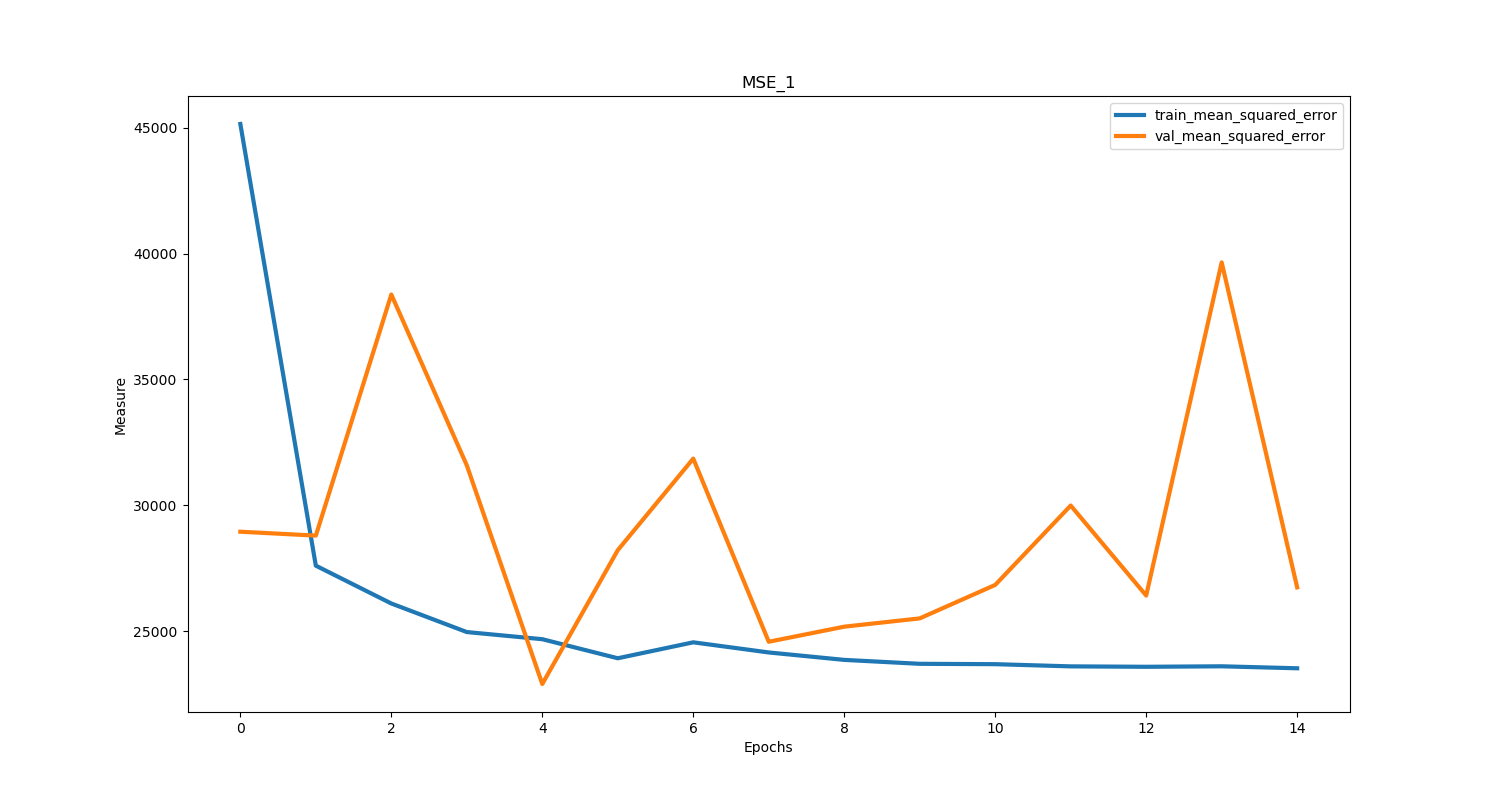 MSE_1
train_mean_squared_error
val_mean_squared_error
45000
40000
35000
30000
25000
Measure
0 2 4 6 8 10 12 14
Epochs